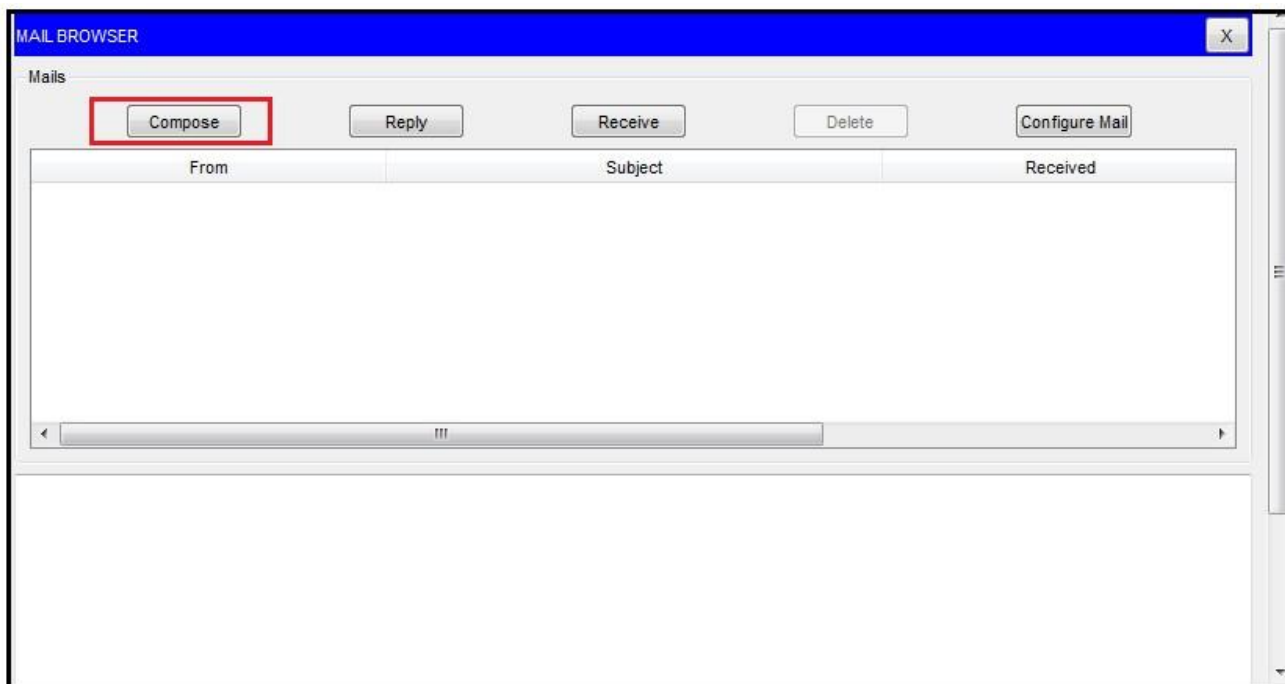 MAIL BROWSER X
Mails
Compose Reply Receive Delete Configure Mail
From Subject Received